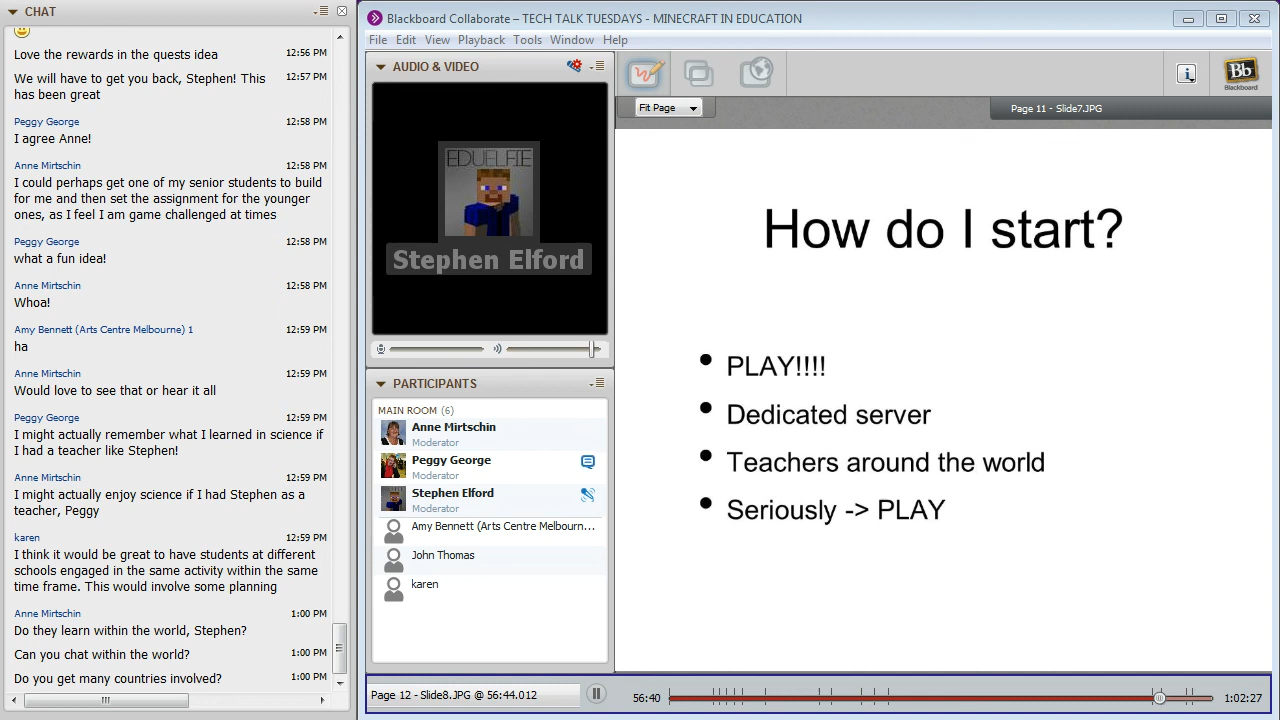 CHAT
Love the rewards in the quests idea 12:56 PM
We will have to get you back, Stephen! This 12:57 PM
has been great
Peggy George 12:58 PM
I agree Anne!
Anne Mirtschin 12:58 PM
I could perhaps get one of my senior students to build
for me and then set the assignment for the younger
ones, as I feel I am game challenged at times
Peggy George 12:58 PM
what a fun idea!
Anne Mirtschin 12:58 PM
Whoa!
Amy Bennett (Arts Centre Melbourne) 1 12:59 PM
ha
Anne Mirtschin 12:59 PM
Would love to see that or hear it all
Peggy George 12:59 PM
I might actually remember what I learned in science if
I had a teacher like Stephen!
Anne Mirtschin 12:59 PM
I might actually enjoy science if I had Stephen as a
teacher, Peggy
karen 12:59 PM
I think it would be great to have students at different
schools engaged in the same activity within the same
time frame. This would involve some planning
Anne Mirtschin 1:00 PM
Do they learn within the world, Stephen?
Can you chat within the world? 1:00 PM
Do you get many countries involved? 1:00 PM
Blackboard Collaborate – TECH TALK TUESDAYS - MINECRAFT IN EDUCATION
File Edit View Playback Tools Window Help
AUDIO & VIDEO
EDUELFIE
Stephen Elford
PARTICIPANTS
MAIN ROOM (6)
Anne Mirtschin
Moderator
Peggy George
Moderator
Stephen Elford
Moderator
Amy Bennett (Arts Centre Melbourn...
John Thomas
karen
Bb
Blackboard
Fit Page
Page 11 - Slide7.JPG
How do I start?
• PLAY!!!!
• Dedicated server
• Teachers around the world
• Seriously -> PLAY
Page 12 - Slide8.JPG @ 56:44.012
56:40
1:02:27